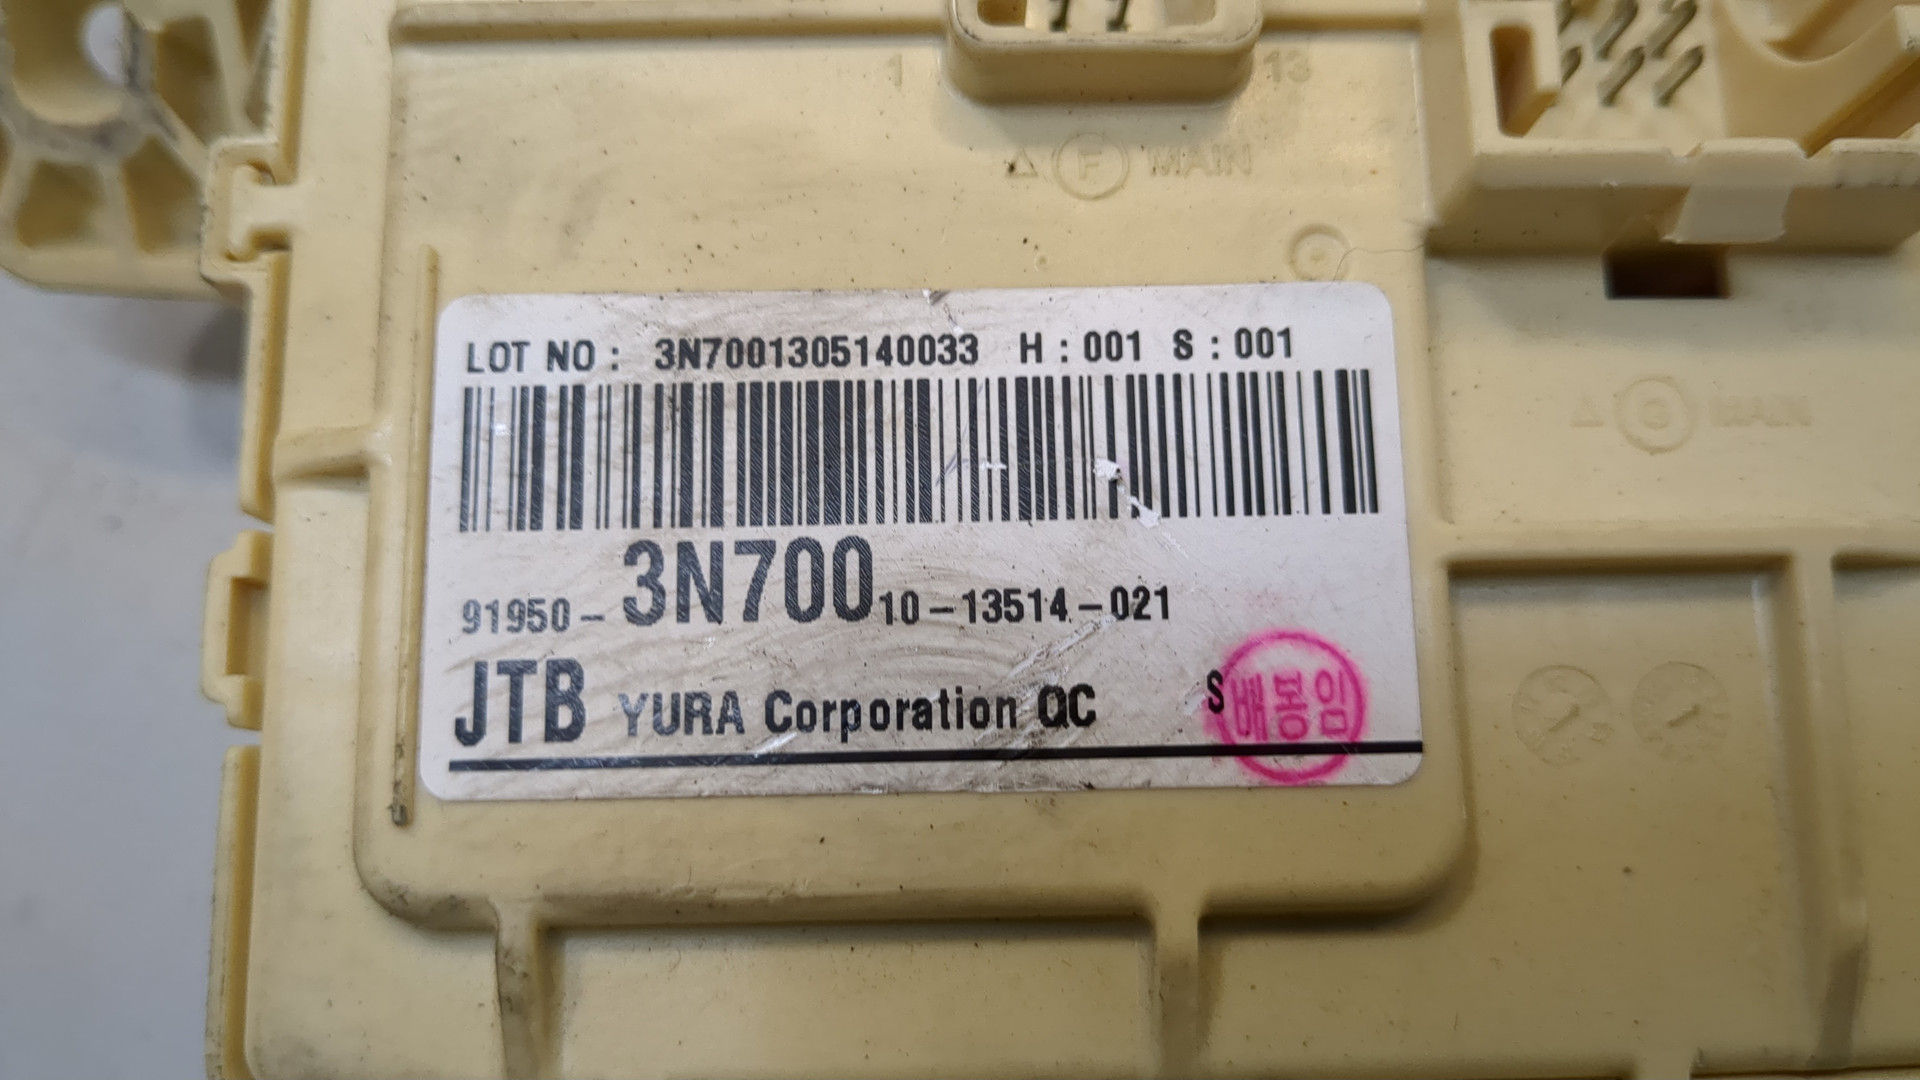 1 13
F MAIN
LOT NO : 3N7001305140033 H : 001 S : 001
G MAIN
91950- 3N700 10-13514-021
JTB YURA Corporation QC S 배봉임